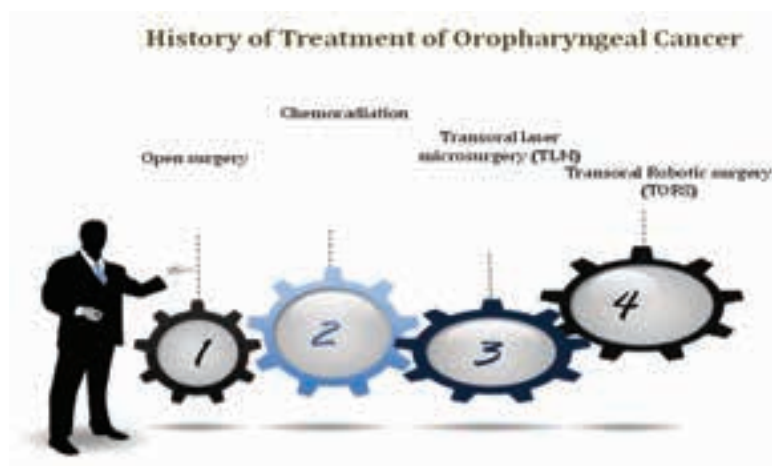 History of Treatment of Oropharyngeal Cancer
Chemoradiation
Open surgery
Transoral laser
microsurgery (TLM)
Transoral Robotic surgery
(TORS)
1
2
3
4